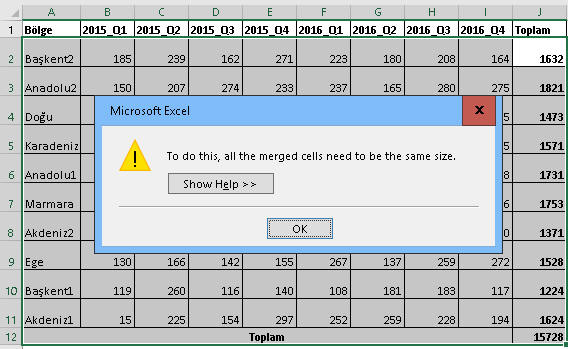 A B C D E F G H I J
1 Bölge 2015_Q1 2015_Q2 2015_Q3 2015_Q4 2016_Q1 2016_Q2 2016_Q3 2016_Q4 Toplam
2 Başkent2 185 239 162 271 223 180 208 164 1632
3 Anadolu2 150 207 274 233 237 165 280 275 1821
Microsoft Excel X
4 Doğu 5 1473
To do this, all the merged cells need to be the same size.
5 Karadeniz 1571
Show Help >>
6 Anadolu1 8 1731
7 Marmara 6 1753
OK
8 Akdeniz2 0 1371
9 Ege 130 166 142 155 267 137 259 272 1528
10 Başkent1 119 260 116 140 108 181 183 117 1224
11 Akdeniz1 15 225 154 297 252 259 228 194 1624
12 Toplam 15728